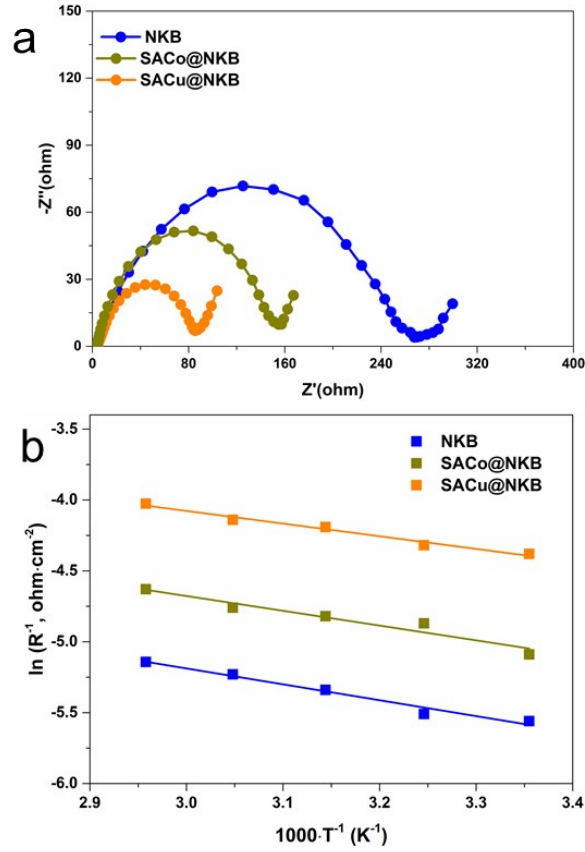 a
150
120
90
60
30
0
-Z''(ohm)
NKB
SACo@NKB
SACu@NKB
0 80 160 240 320 400
Z'(ohm)
b
-3.5
-4.0
-4.5
-5.0
-5.5
-6.0
ln (R⁻¹, ohm·cm⁻²)
NKB
SACo@NKB
SACu@NKB
2.9 3.0 3.1 3.2 3.3 3.4
1000·T⁻¹ (K⁻¹)